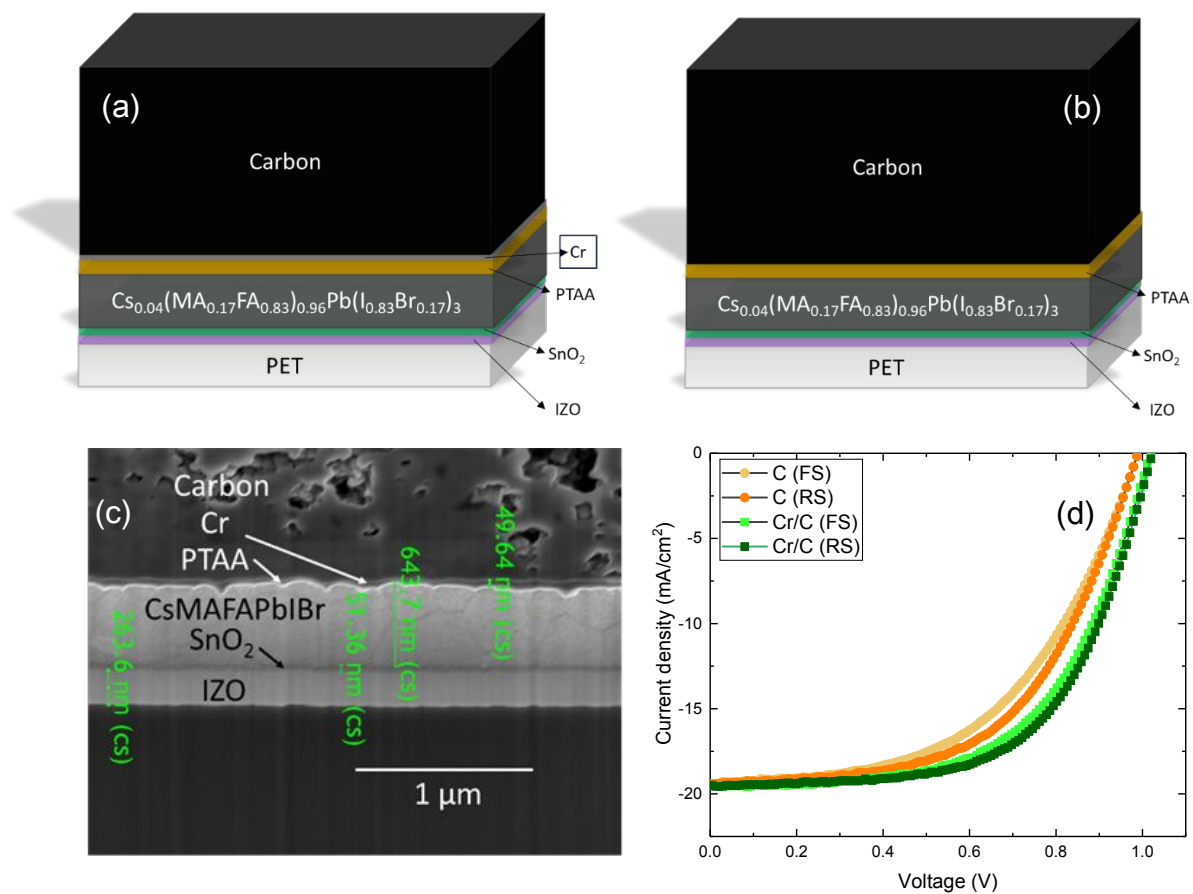 (a)
Carbon
Cr
PTAA
Cs₀.₀₄(MA₀.₁₇FA₀.₈₃)₀.₉₆Pb(I₀.₈₃Br₀.₁₇)₃
SnO₂
PET
IZO
(b)
Carbon
PTAA
Cs₀.₀₄(MA₀.₁₇FA₀.₈₃)₀.₉₆Pb(I₀.₈₃Br₀.₁₇)₃
SnO₂
PET
IZO
(c)
Carbon
Cr
PTAA
CsMAFAPbIBr
SnO₂
IZO
263.6 nm (cs)
51.36 nm (cs)
643.7 nm (cs)
49.64 nm (cs)
1 μm
(d)
C (FS)
C (RS)
Cr/C (FS)
Cr/C (RS)
Current density (mA/cm²)
0
-5
-10
-15
-20
0.0 0.2 0.4 0.6 0.8 1.0
Voltage (V)